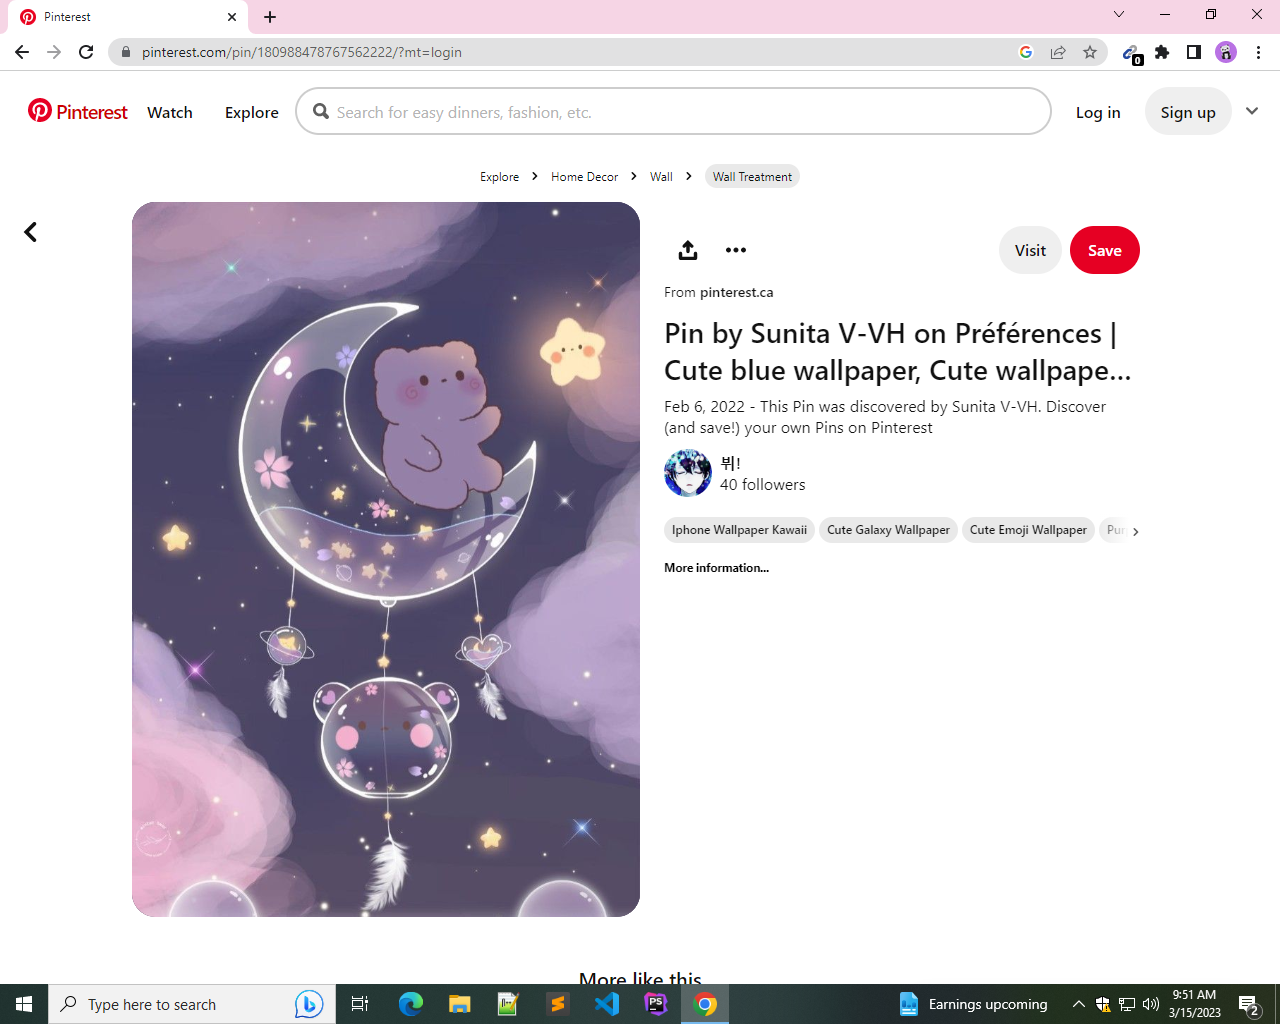 Pinterest
pinterest.com/pin/180988478767562222/?mt=login
0
Pinterest
Watch
Explore
Search for easy dinners, fashion, etc.
Log in
Sign up
Explore
Home Decor
Wall
Wall Treatment
Visit
Save
From pinterest.ca
Pin by Sunita V-VH on Préférences |
Cute blue wallpaper, Cute wallpape...
Feb 6, 2022 - This Pin was discovered by Sunita V-VH. Discover
(and save!) your own Pins on Pinterest
뷔!
40 followers
Iphone Wallpaper Kawaii
Cute Galaxy Wallpaper
Cute Emoji Wallpaper
More information...
More like this
Type here to search
PS
Earnings upcoming
9:51 AM
3/15/2023
2